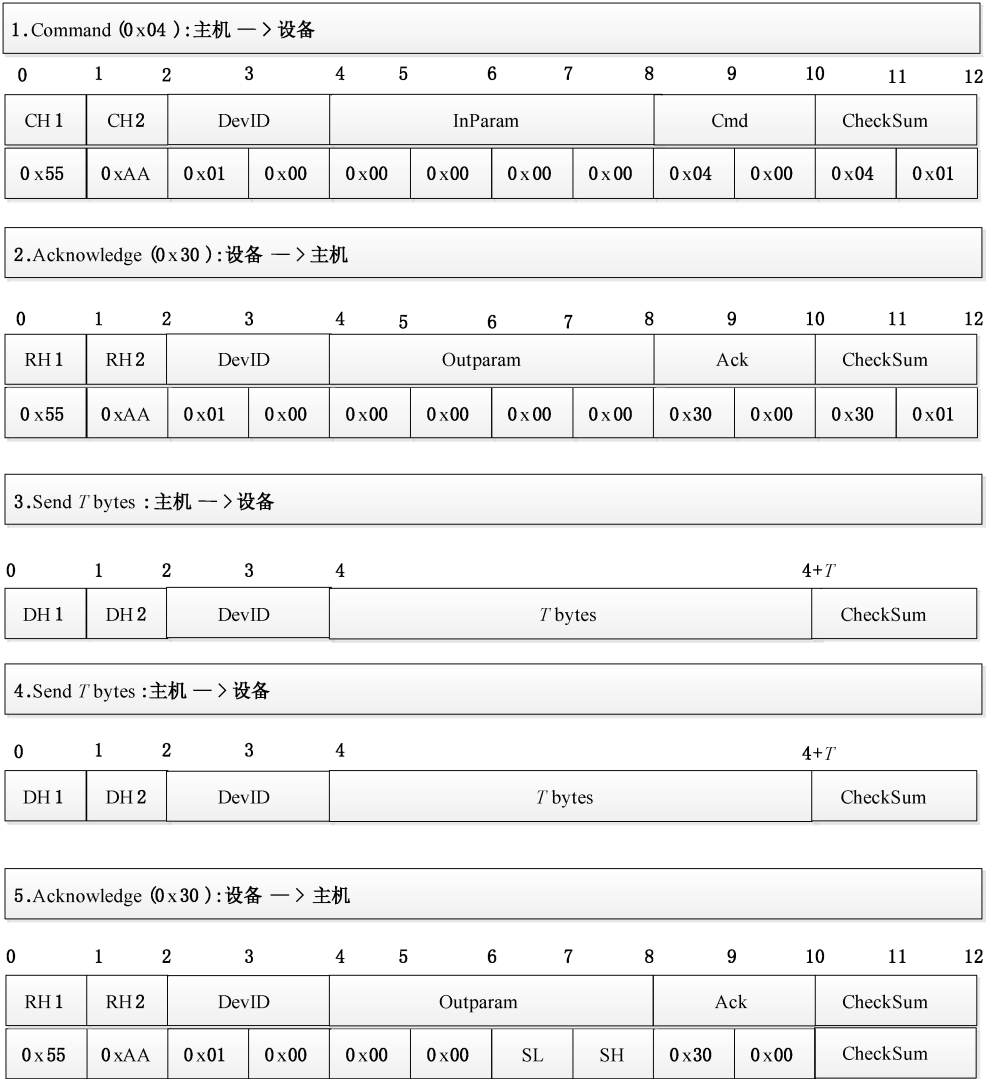 1.Command (0x04):主机 —>设备
0 1 2 3 4 5 6 7 8 9 10 11 12
CH1 CH2 DevID InParam Cmd CheckSum
0x55 0xAA 0x01 0x00 0x00 0x00 0x00 0x00 0x04 0x00 0x04 0x01
2.Acknowledge (0x30):设备 —>主机
0 1 2 3 4 5 6 7 8 9 10 11 12
RH1 RH2 DevID Outparam Ack CheckSum
0x55 0xAA 0x01 0x00 0x00 0x00 0x00 0x00 0x30 0x00 0x30 0x01
3.Send T bytes :主机 —>设备
0 1 2 3 4 4+T
DH1 DH2 DevID T bytes CheckSum
4.Send T bytes :主机 —>设备
0 1 2 3 4 4+T
DH1 DH2 DevID T bytes CheckSum
5.Acknowledge (0x30):设备 —> 主机
0 1 2 3 4 5 6 7 8 9 10 11 12
RH1 RH2 DevID Outparam Ack CheckSum
0x55 0xAA 0x01 0x00 0x00 0x00 SL SH 0x30 0x00 CheckSum